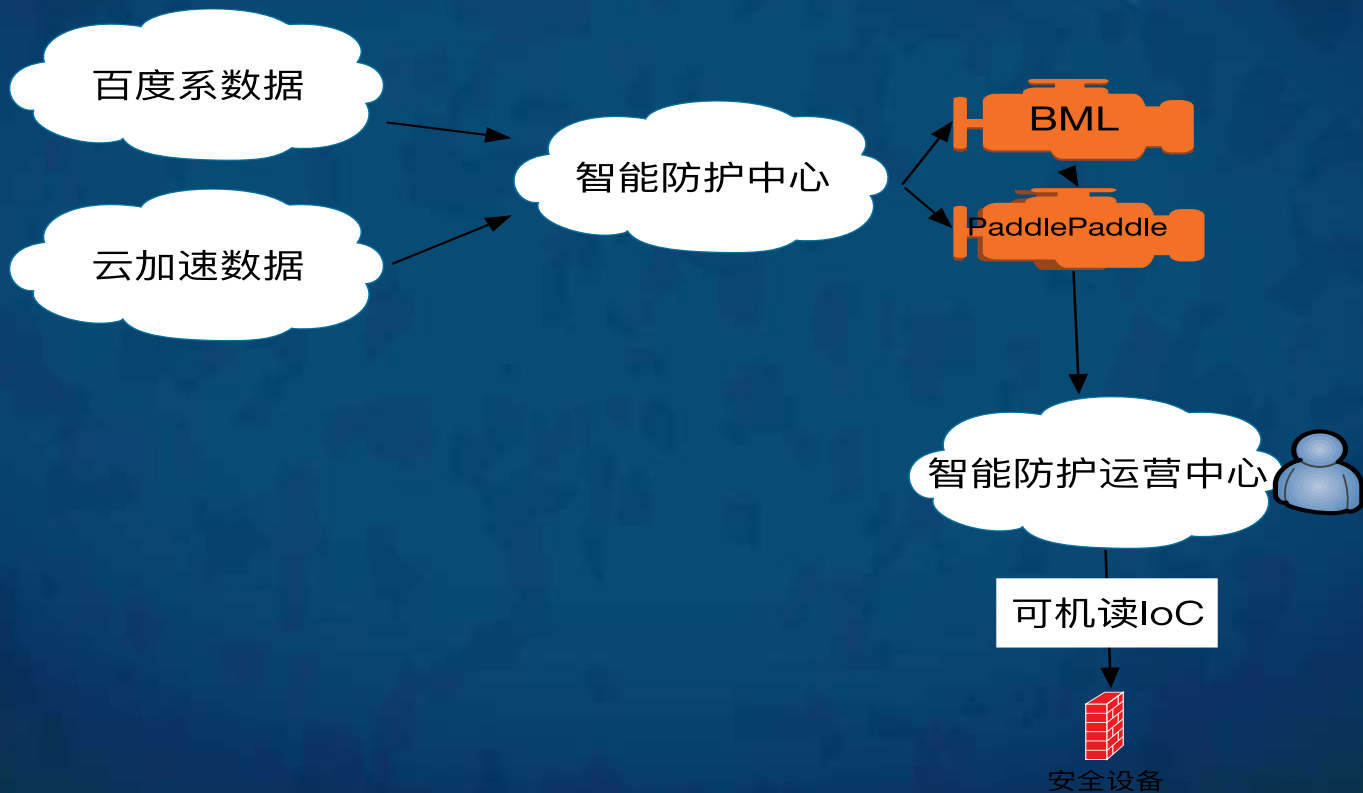 百度系数据
云加速数据
智能防护中心
BML
PaddlePaddle
智能防护运营中心
可机读IoC
安全设备